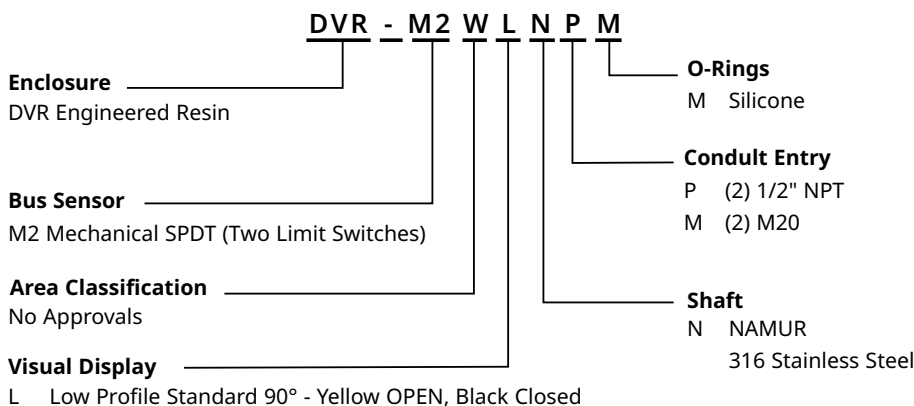 DVR - M2 W L N P M
Enclosure
DVR Engineered Resin
Bus Sensor
M2 Mechanical SPDT (Two Limit Switches)
Area Classification
No Approvals
Visual Display
L Low Profile Standard 90° - Yellow OPEN, Black Closed
O-Rings
M Silicone
Condult Entry
P (2) 1/2" NPT
M (2) M20
Shaft
N NAMUR
316 Stainless Steel